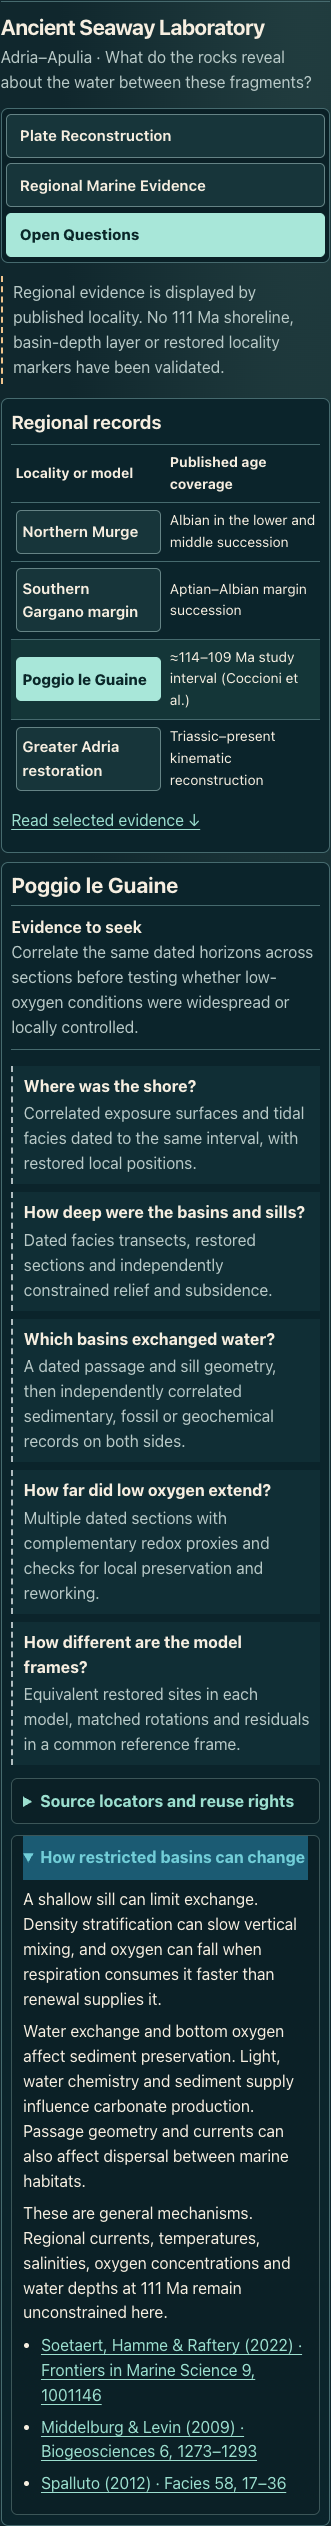 Ancient Seaway Laboratory
Adria–Apulia · What do the rocks reveal
about the water between these fragments?
Plate Reconstruction
Regional Marine Evidence
Open Questions
Regional evidence is displayed by
published locality. No 111 Ma shoreline,
basin-depth layer or restored locality
markers have been validated.
Regional records
Locality or model
Published age
coverage
Northern Murge
Albian in the lower and
middle succession
Southern
Gargano margin
Aptian–Albian margin
succession
Poggio le Guaine
≈114–109 Ma study
interval (Coccioni et
al.)
Greater Adria
restoration
Triassic–present
kinematic
reconstruction
Read selected evidence ↓
Poggio le Guaine
Evidence to seek
Correlate the same dated horizons across
sections before testing whether low-
oxygen conditions were widespread or
locally controlled.
Where was the shore?
Correlated exposure surfaces and tidal
facies dated to the same interval, with
restored local positions.
How deep were the basins and sills?
Dated facies transects, restored
sections and independently
constrained relief and subsidence.
Which basins exchanged water?
A dated passage and sill geometry,
then independently correlated
sedimentary, fossil or geochemical
records on both sides.
How far did low oxygen extend?
Multiple dated sections with
complementary redox proxies and
checks for local preservation and
reworking.
How different are the model
frames?
Equivalent restored sites in each
model, matched rotations and residuals
in a common reference frame.
▶ Source locators and reuse rights
▼ How restricted basins can change
A shallow sill can limit exchange.
Density stratification can slow vertical
mixing, and oxygen can fall when
respiration consumes it faster than
renewal supplies it.
Water exchange and bottom oxygen
affect sediment preservation. Light,
water chemistry and sediment supply
influence carbonate production.
Passage geometry and currents can
also affect dispersal between marine
habitats.
These are general mechanisms.
Regional currents, temperatures,
salinities, oxygen concentrations and
water depths at 111 Ma remain
unconstrained here.
• Soetaert, Hamme & Raftery (2022) ·
Frontiers in Marine Science 9,
1001146
• Middelburg & Levin (2009) ·
Biogeosciences 6, 1273–1293
• Spalluto (2012) · Facies 58, 17–36